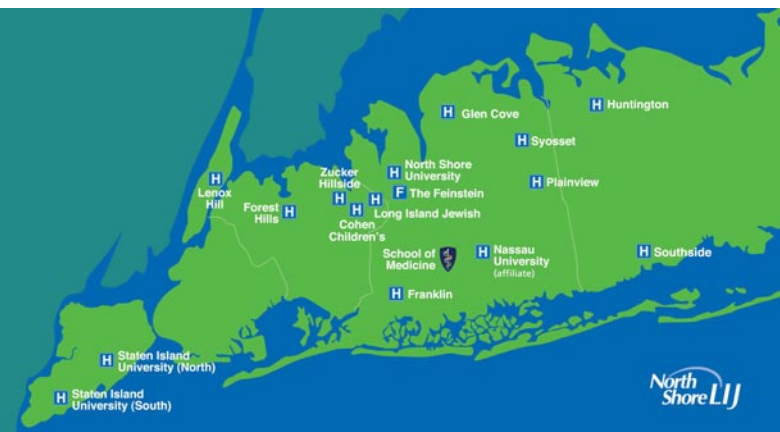 H Glen Cove
H Huntington
H Syosset
H North Shore
University
Zucker
Hillside
H
H Plainview
F The Feinstein
H
Lenox
Hill
Forest
Hills H
H
Long Island Jewish
H
Cohen
Children's
School of
Medicine
H Nassau
University
(affiliate)
H Southside
H Franklin
H Staten Island
University (North)
H Staten Island
University (South)
North
Shore LIJ